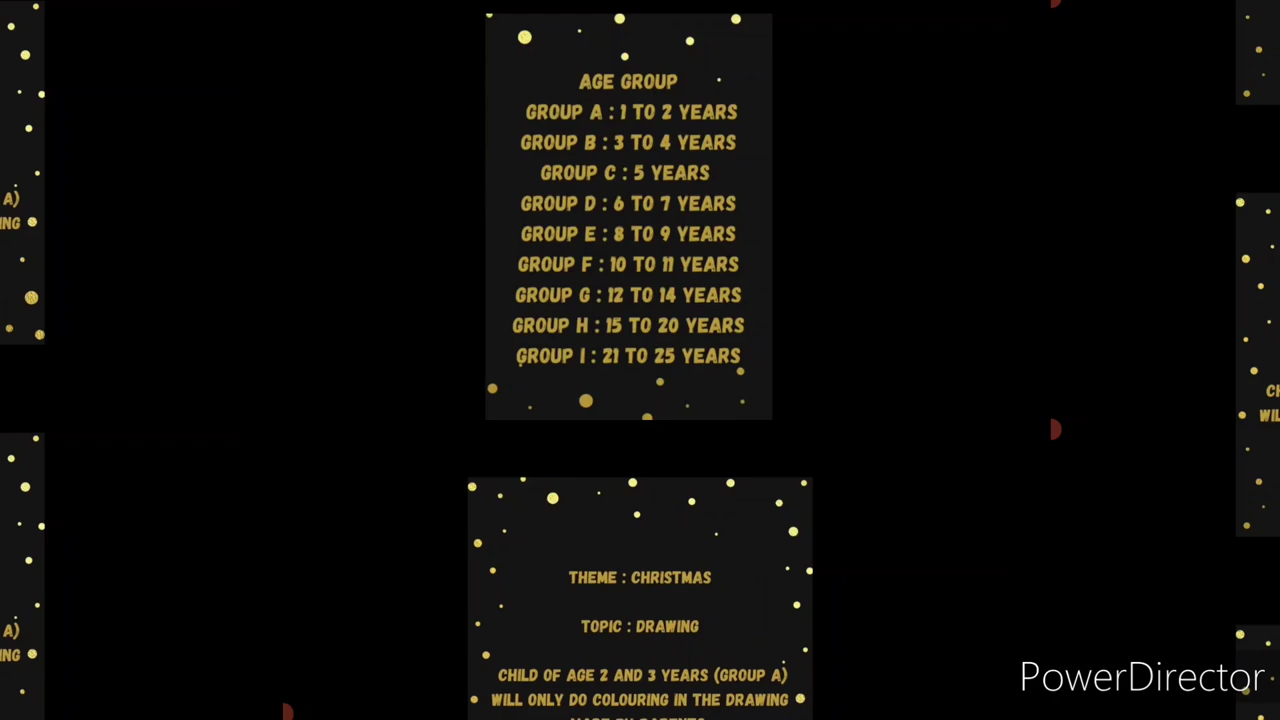 AGE GROUP
GROUP A : 1 TO 2 YEARS
GROUP B : 3 TO 4 YEARS
GROUP C : 5 YEARS
GROUP D : 6 TO 7 YEARS
GROUP E : 8 TO 9 YEARS
GROUP F : 10 TO 11 YEARS
GROUP G : 12 TO 14 YEARS
GROUP H : 15 TO 20 YEARS
GROUP I : 21 TO 25 YEARS
A)
THEME : CHRISTMAS
TOPIC : DRAWING
CHILD OF AGE 2 AND 3 YEARS (GROUP A)
WILL ONLY DO COLOURING IN THE DRAWING
A)
PowerDirector